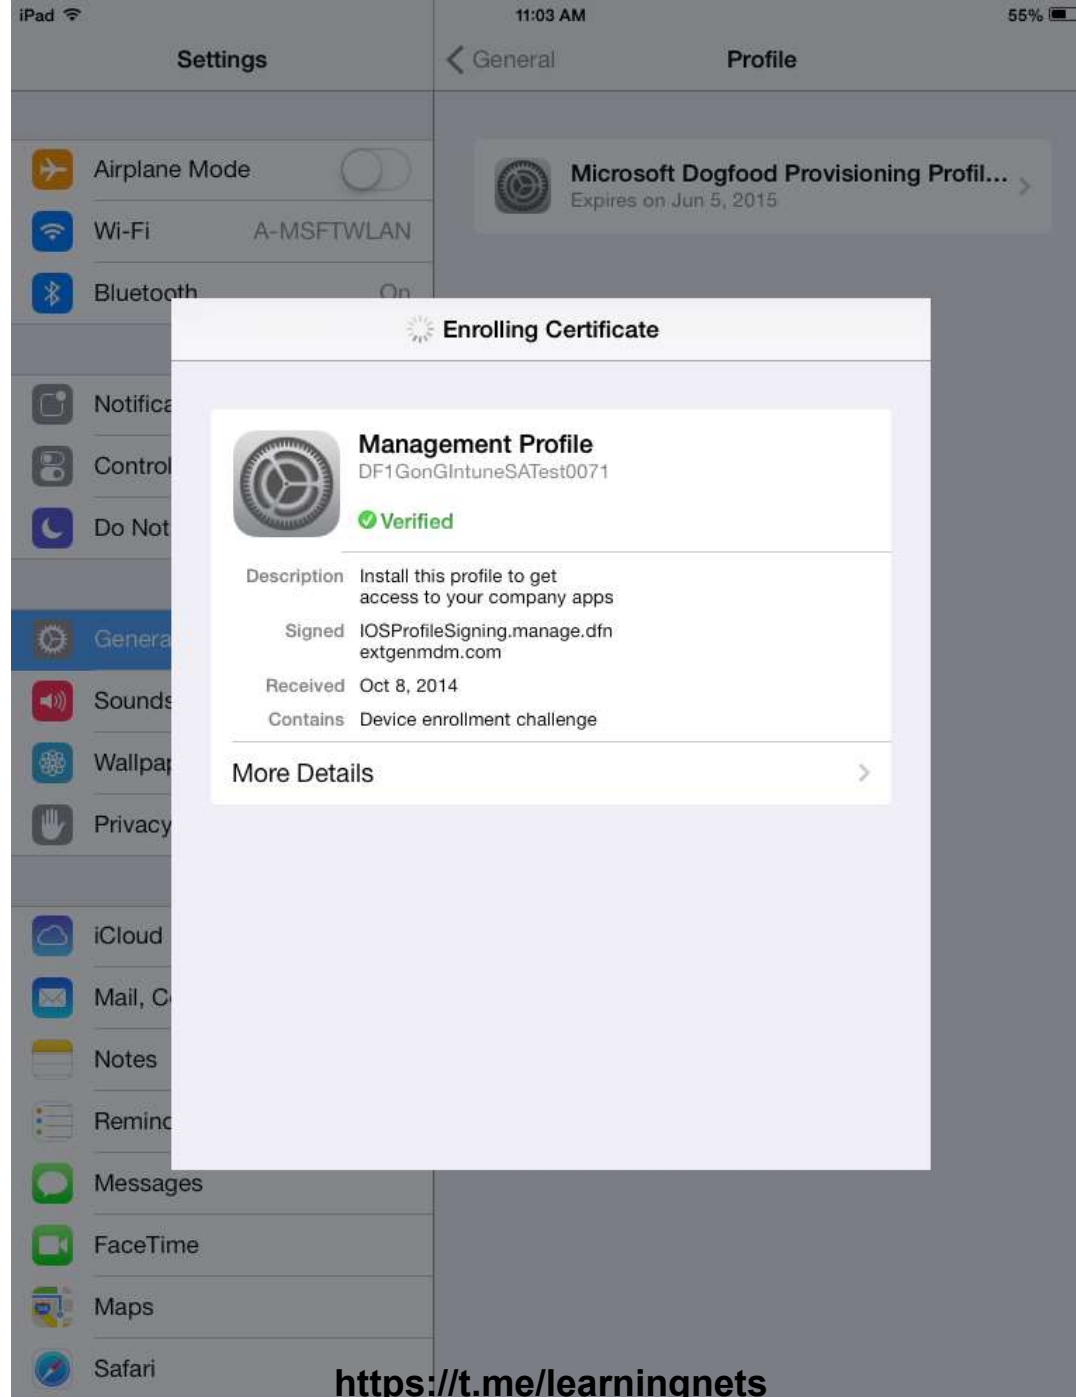 iPad
11:03 AM
55%
Settings
General
Profile
Airplane Mode
Microsoft Dogfood Provisioning Profil...
Expires on Jun 5, 2015
Wi-Fi
A-MSFTWLAN
Bluetooth
On
Enrolling Certificate
Notifica
Control
Do Not
Management Profile
DF1GonGIntuneSATest0071
Verified
Description Install this profile to get
access to your company apps
Signed IOSProfileSigning.manage.dfn
extgenmdm.com
Received Oct 8, 2014
Contains Device enrollment challenge
More Details
Genera
Sounds
Wallpap
Privacy
iCloud
Mail, Co
Notes
Remind
Messages
FaceTime
Maps
Safari
https://t.me/learningnets